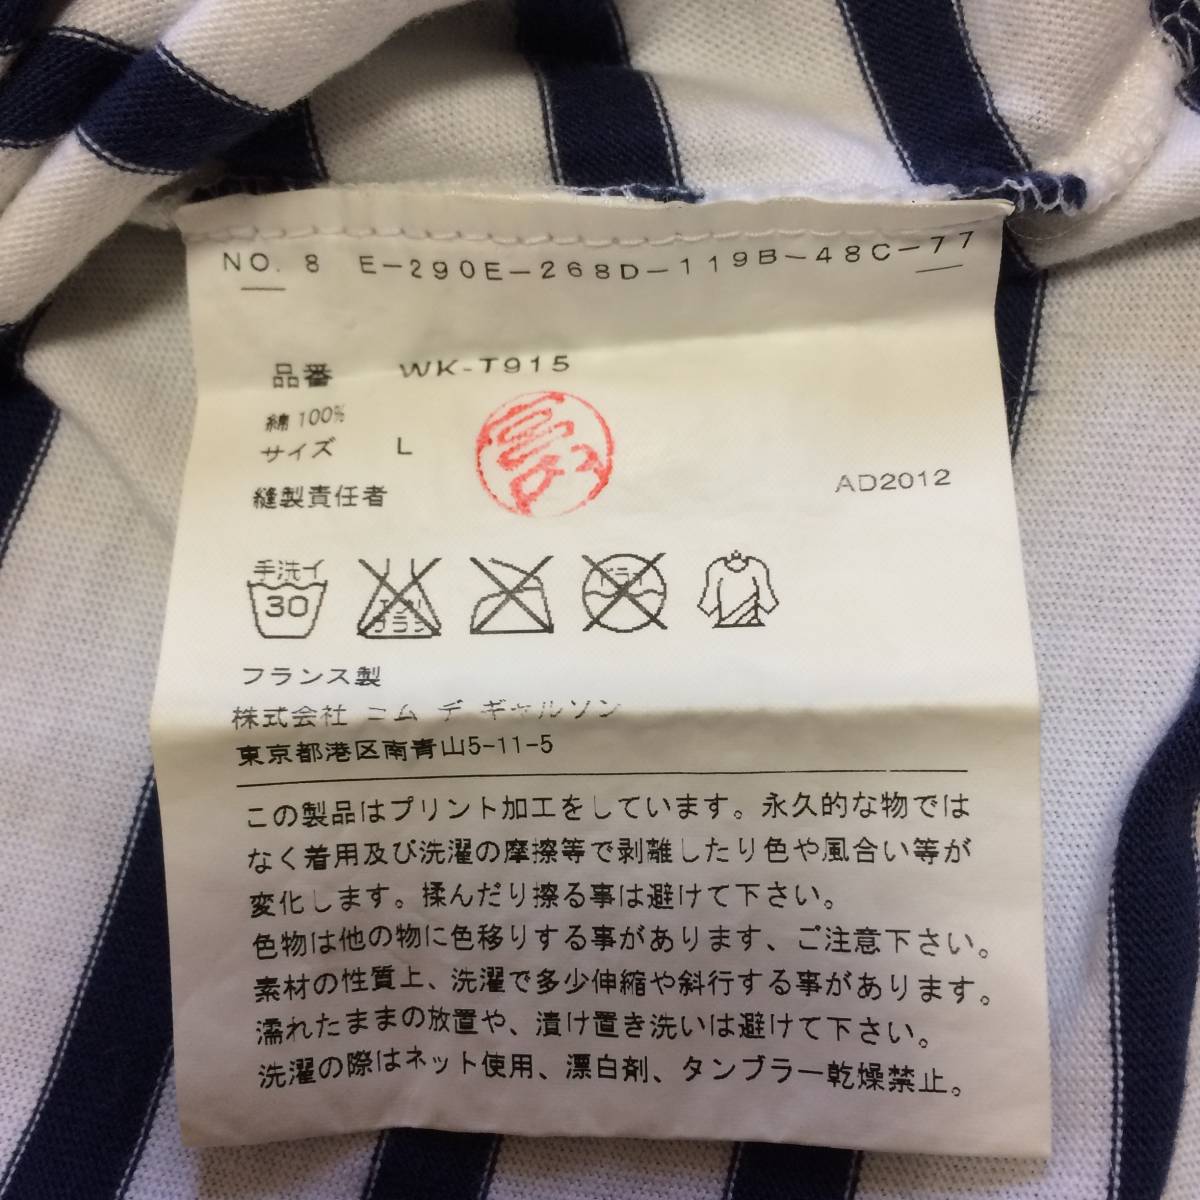 NO. 8 E-290E-268D-119B-48C-77
品番 WK-T915
綿 100%
サイズ L
縫製責任者
AD2012
手洗イ
30
エンソ
フラン
ドライ
フランス製
株式会社 コム デ ギャルソン
東京都港区南青山5-11-5
この製品はプリント加工をしています。永久的な物では
なく着用及び洗濯の摩擦等で剥離したり色や風合い等が
変化します。揉んだり擦る事は避けて下さい。
色物は他の物に色移りする事があります、ご注意下さい。
素材の性質上、洗濯で多少伸縮や斜行する事があります。
濡れたままの放置や、漬け置き洗いは避けて下さい。
洗濯の際はネット使用、漂白剤、タンブラー乾燥禁止。